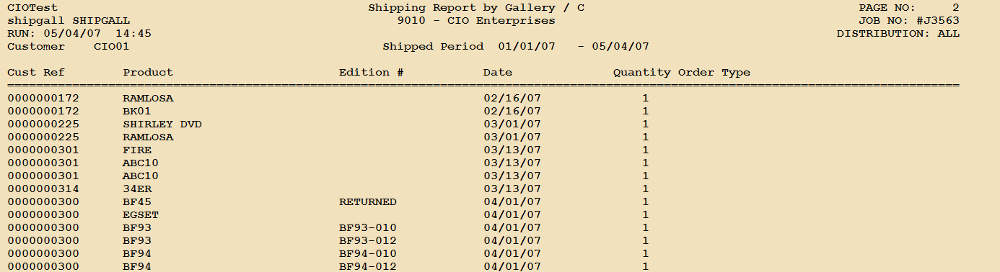 CIOTest Shipping Report by Gallery / C PAGE NO: 2
shipgall SHIPGALL 9010 - CIO Enterprises JOB NO: #J3563
RUN: 05/04/07 14:45 DISTRIBUTION: ALL
Customer CIO01 Shipped Period 01/01/07 - 05/04/07
Cust Ref Product Edition # Date Quantity Order Type
0000000172 RAMLOSA 02/16/07 1
0000000172 BK01 02/16/07 1
0000000225 SHIRLEY DVD 03/01/07 1
0000000225 RAMLOSA 03/01/07 1
0000000301 FIRE 03/13/07 1
0000000301 ABC10 03/13/07 1
0000000301 ABC10 03/13/07 1
0000000314 34ER 03/13/07 1
0000000300 BF45 RETURNED 04/01/07 1
0000000300 EGSET 04/01/07 1
0000000300 BF93 BF93-010 04/01/07 1
0000000300 BF93 BF93-012 04/01/07 1
0000000300 BF94 BF94-010 04/01/07 1
0000000300 BF94 BF94-012 04/01/07 1